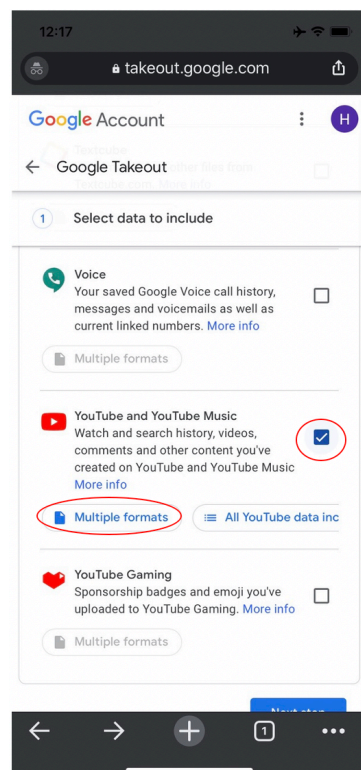 12:17
takeout.google.com
Google Account
H
Google Takeout
1 Select data to include
Voice
Your saved Google Voice call history,
messages and voicemails as well as
current linked numbers. More info
Multiple formats
YouTube and YouTube Music
Watch and search history, videos,
comments and other content you've
created on YouTube and YouTube Music
More info
Multiple formats
All YouTube data inc
YouTube Gaming
Sponsorship badges and emoji you've
uploaded to YouTube Gaming. More info
Multiple formats
Next step
1